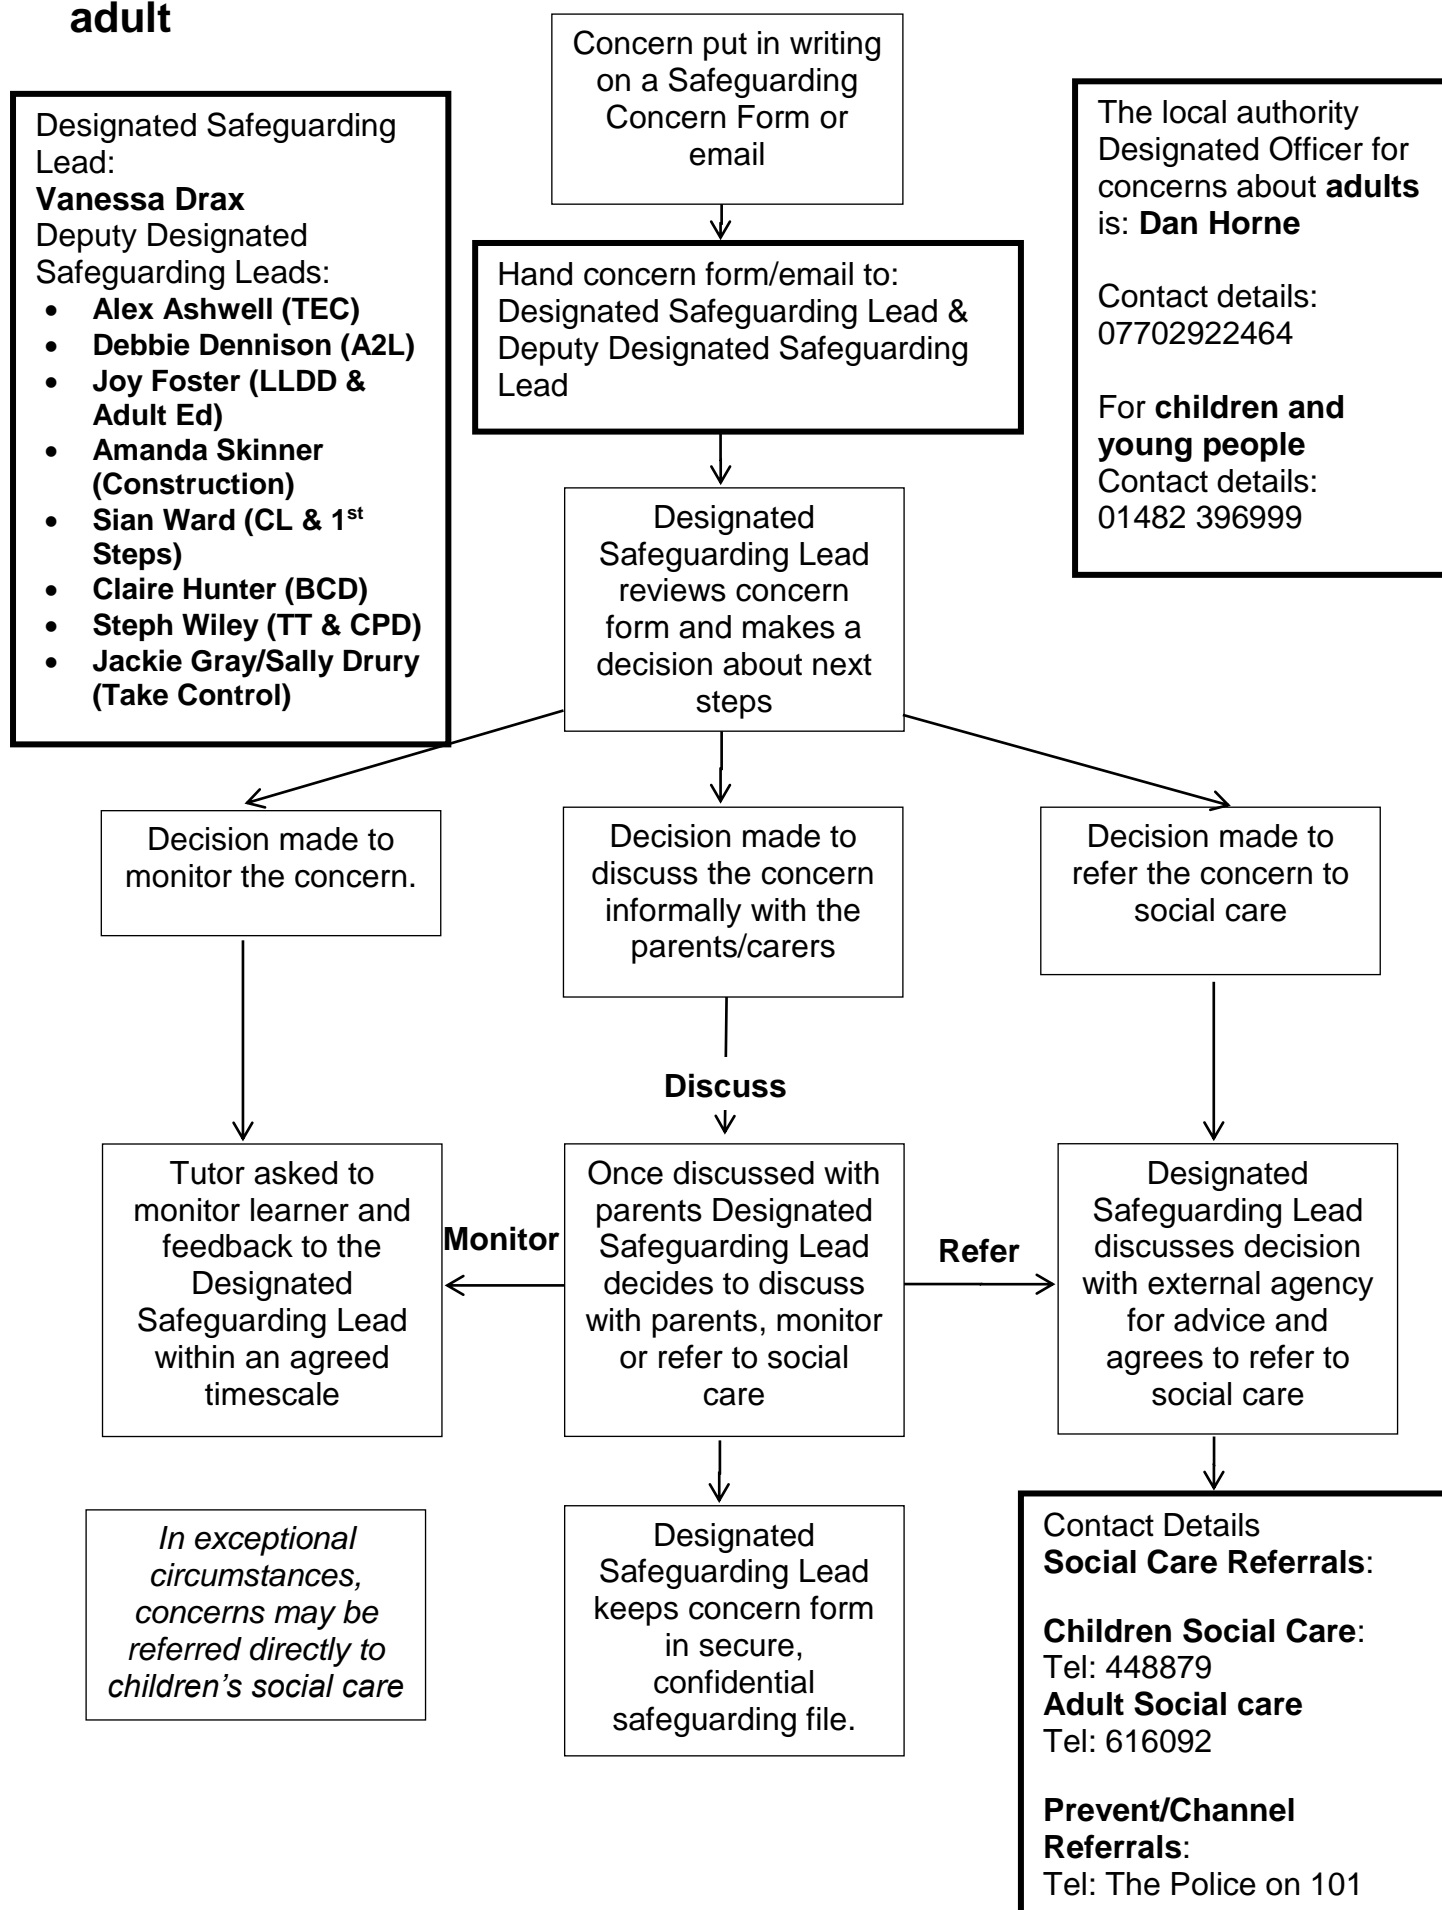 adult
Concern put in writing
on a Safeguarding
Concern Form or
email
Designated Safeguarding
Lead:
Vanessa Drax
Deputy Designated
Safeguarding Leads:
• Alex Ashwell (TEC)
• Debbie Dennison (A2L)
• Joy Foster (LLDD &
Adult Ed)
• Amanda Skinner
(Construction)
• Sian Ward (CL & 1st
Steps)
• Claire Hunter (BCD)
• Steph Wiley (TT & CPD)
• Jackie Gray/Sally Drury
(Take Control)
The local authority
Designated Officer for
concerns about adults
is: Dan Horne
Contact details:
07702922464
For children and
young people
Contact details:
01482 396999
Hand concern form/email to:
Designated Safeguarding Lead &
Deputy Designated Safeguarding
Lead
Designated
Safeguarding Lead
reviews concern
form and makes a
decision about next
steps
Decision made to
monitor the concern.
Decision made to
discuss the concern
informally with the
parents/carers
Decision made to
refer the concern to
social care
Discuss
Tutor asked to
monitor learner and
feedback to the
Designated
Safeguarding Lead
within an agreed
timescale
Monitor
Once discussed with
parents Designated
Safeguarding Lead
decides to discuss
with parents, monitor
or refer to social
care
Refer
Designated
Safeguarding Lead
discusses decision
with external agency
for advice and
agrees to refer to
social care
In exceptional
circumstances,
concerns may be
referred directly to
children’s social care
Designated
Safeguarding Lead
keeps concern form
in secure,
confidential
safeguarding file.
Contact Details
Social Care Referrals:
Children Social Care:
Tel: 448879
Adult Social care
Tel: 616092
Prevent/Channel
Referrals:
Tel: The Police on 101